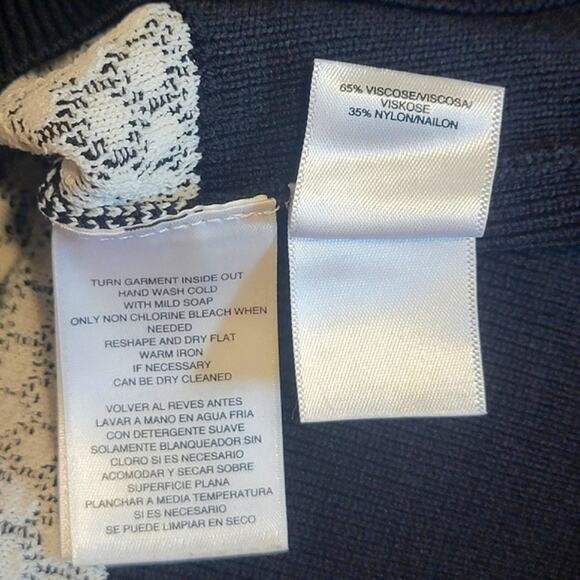 65% VISCOSE/VISCOSA/
VISKOSE
35% NYLON/NAILON
TURN GARMENT INSIDE OUT
HAND WASH COLD
WITH MILD SOAP
ONLY NON CHLORINE BLEACH WHEN
NEEDED
RESHAPE AND DRY FLAT
WARM IRON
IF NECESSARY
CAN BE DRY CLEANED
VOLVER AL REVES ANTES
LAVAR A MANO EN AGUA FRIA
CON DETERGENTE SUAVE
SOLAMENTE BLANQUEADOR SIN
CLORO SI ES NECESARIO
ACOMODAR Y SECAR SOBRE
SUPERFICIE PLANA
PLANCHAR A MEDIA TEMPERATURA
SI ES NECESARIO
SE PUEDE LIMPIAR EN SECO